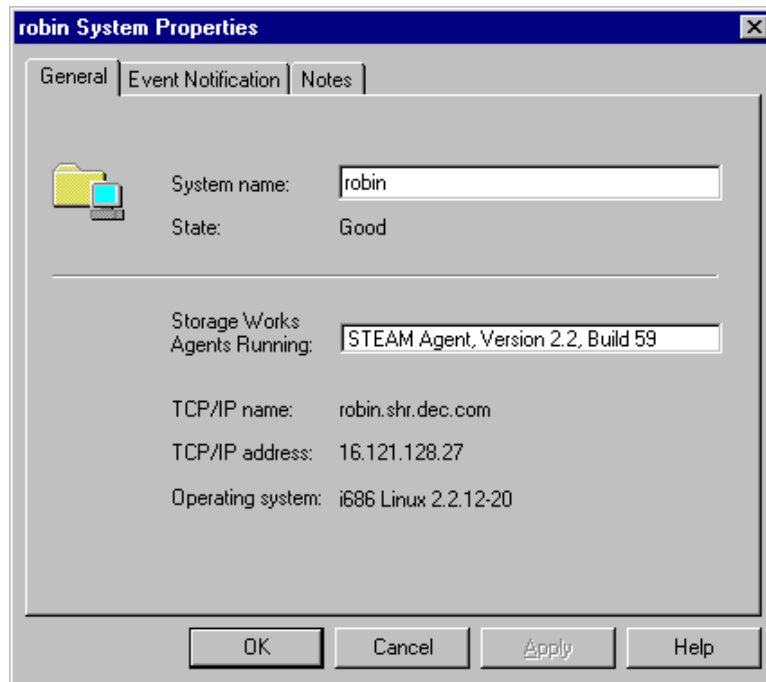 robin System Properties
General Event Notification Notes
System name: robin
State: Good
Storage Works
Agents Running: STEAM Agent, Version 2.2, Build 59
TCP/IP name: robin.shr.dec.com
TCP/IP address: 16.121.128.27
Operating system: i686 Linux 2.2.12-20
OK Cancel Apply Help